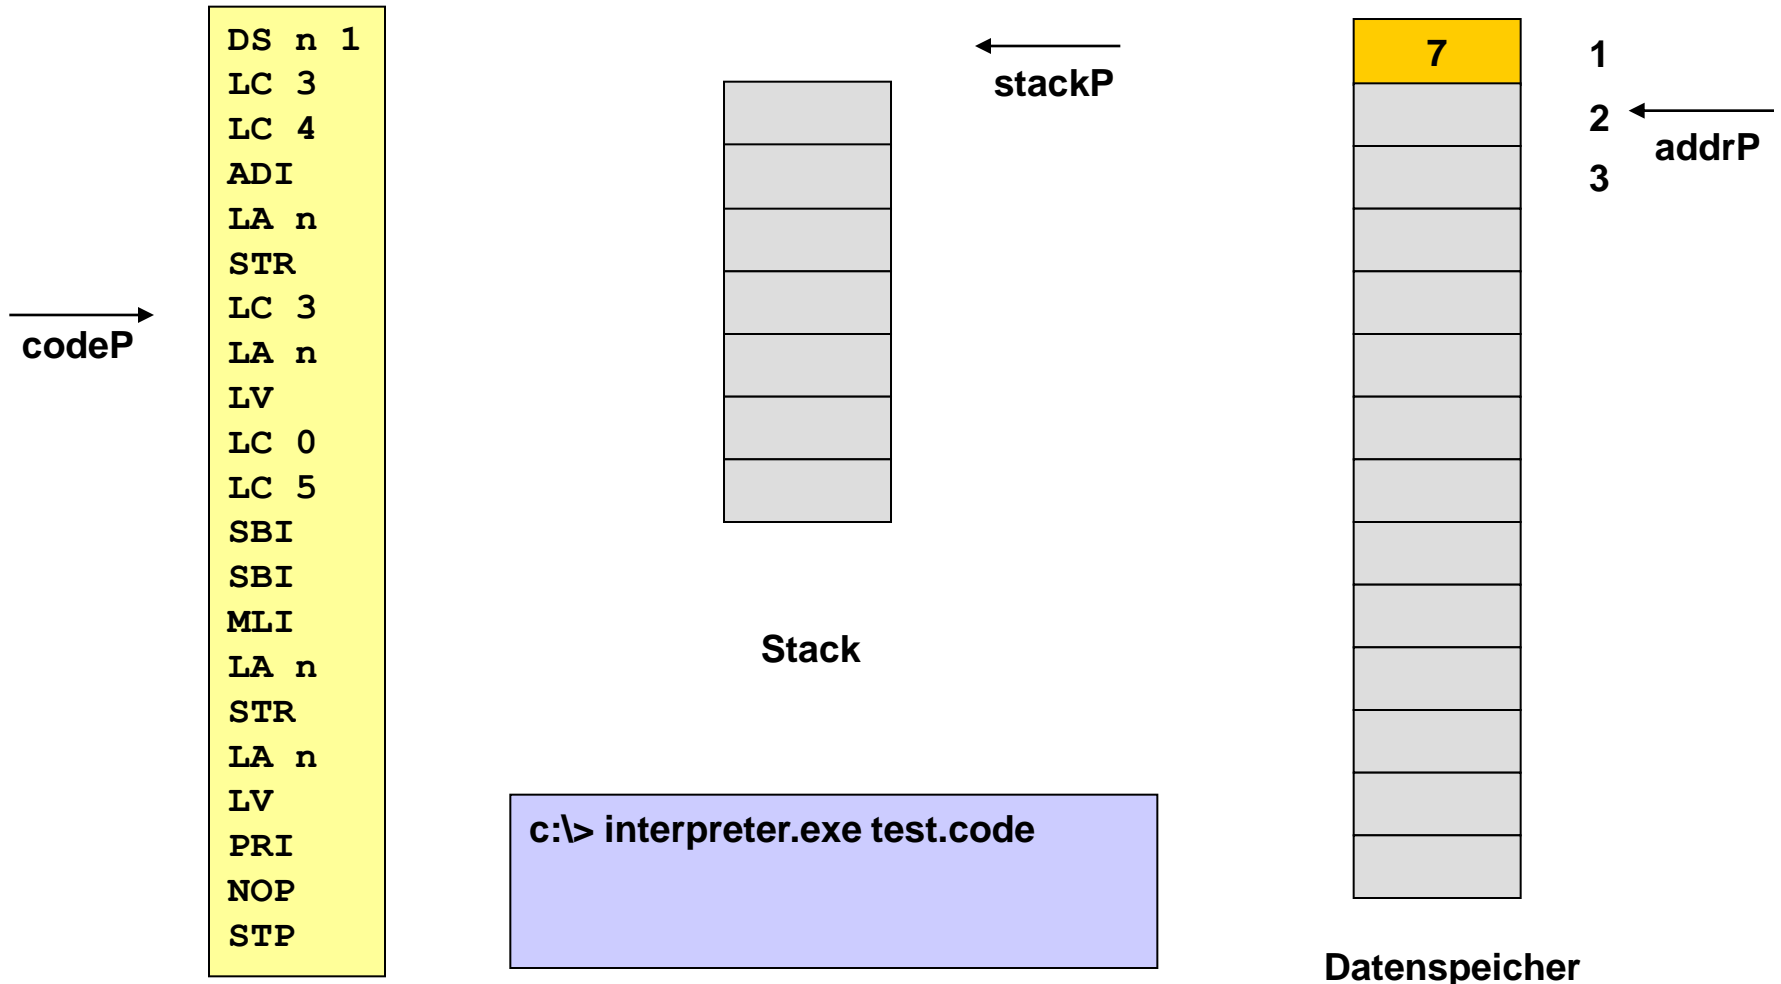 DS n 1
LC 3
LC 4
ADI
LA n
STR
LC 3
LA n
LV
LC 0
LC 5
SBI
SBI
MLI
LA n
STR
LA n
LV
PRI
NOP
STP
codeP
stackP
Stack
c:\> interpreter.exe test.code
7
1
2
3
addrP
Datenspeicher